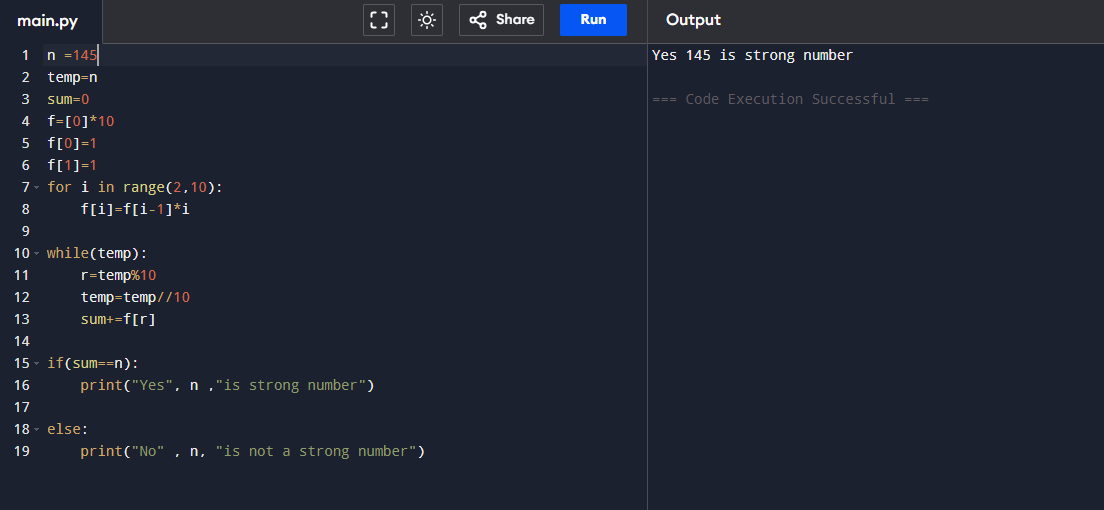 main.py Share Run Output
1 n =145 Yes 145 is strong number
2 temp=n
3 sum=0 === Code Execution Successful ===
4 f=[0]*10
5 f[0]=1
6 f[1]=1
7 for i in range(2,10):
8     f[i]=f[i-1]*i
9
10 while(temp):
11     r=temp%10
12     temp=temp//10
13     sum+=f[r]
14
15 if(sum==n):
16     print("Yes", n ,"is strong number")
17
18 else:
19     print("No" , n, "is not a strong number")